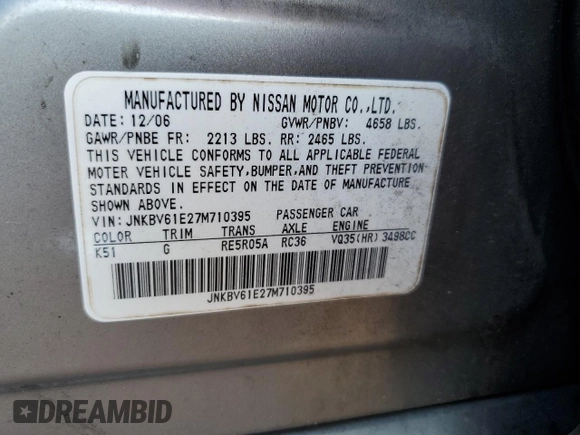 MANUFACTURED BY NISSAN MOTOR CO.,LTD.
DATE: 12/06 GVWR/PNBV: 4658 LBS.
GAWR/PNBE FR: 2213 LBS. RR: 2465 LBS.
THIS VEHICLE CONFORMS TO ALL APPLICABLE FEDERAL
MOTOR VEHICLE SAFETY,BUMPER,AND THEFT PREVENTION
STANDARDS IN EFFECT ON THE DATE OF MANUFACTURE
SHOWN ABOVE.
VIN:JNKBV61E27M710395 PASSENGER CAR
COLOR TRIM TRANS AXLE ENGINE
K51 G RE5R05A RC36 VQ35(HR) 3498CC
JNKBV61E27M710395
DREAMBID